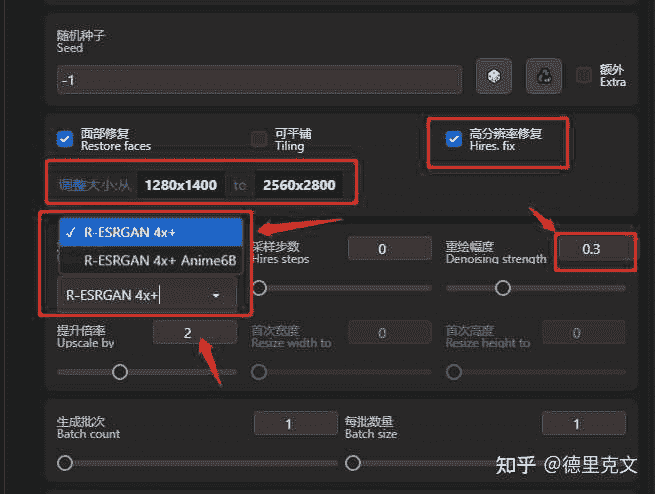 随机种子
Seed
-1
额外
Extra
面部修复
Restore faces
可平铺
Tiling
高分辨率修复
Hires. fix
调整大小:从 1280x1400 to 2560x2800
✓ R-ESRGAN 4x+
R-ESRGAN 4x+ Anime6B
R-ESRGAN 4x+
采样步数
Hires steps
0
重绘幅度
Denoising strength
0.3
提升倍率
Upscale by
2
首次宽度
Resize width to
0
首次高度
Resize height to
0
生成批次
Batch count
1
每批数量
Batch size
1
知乎 @德里克文